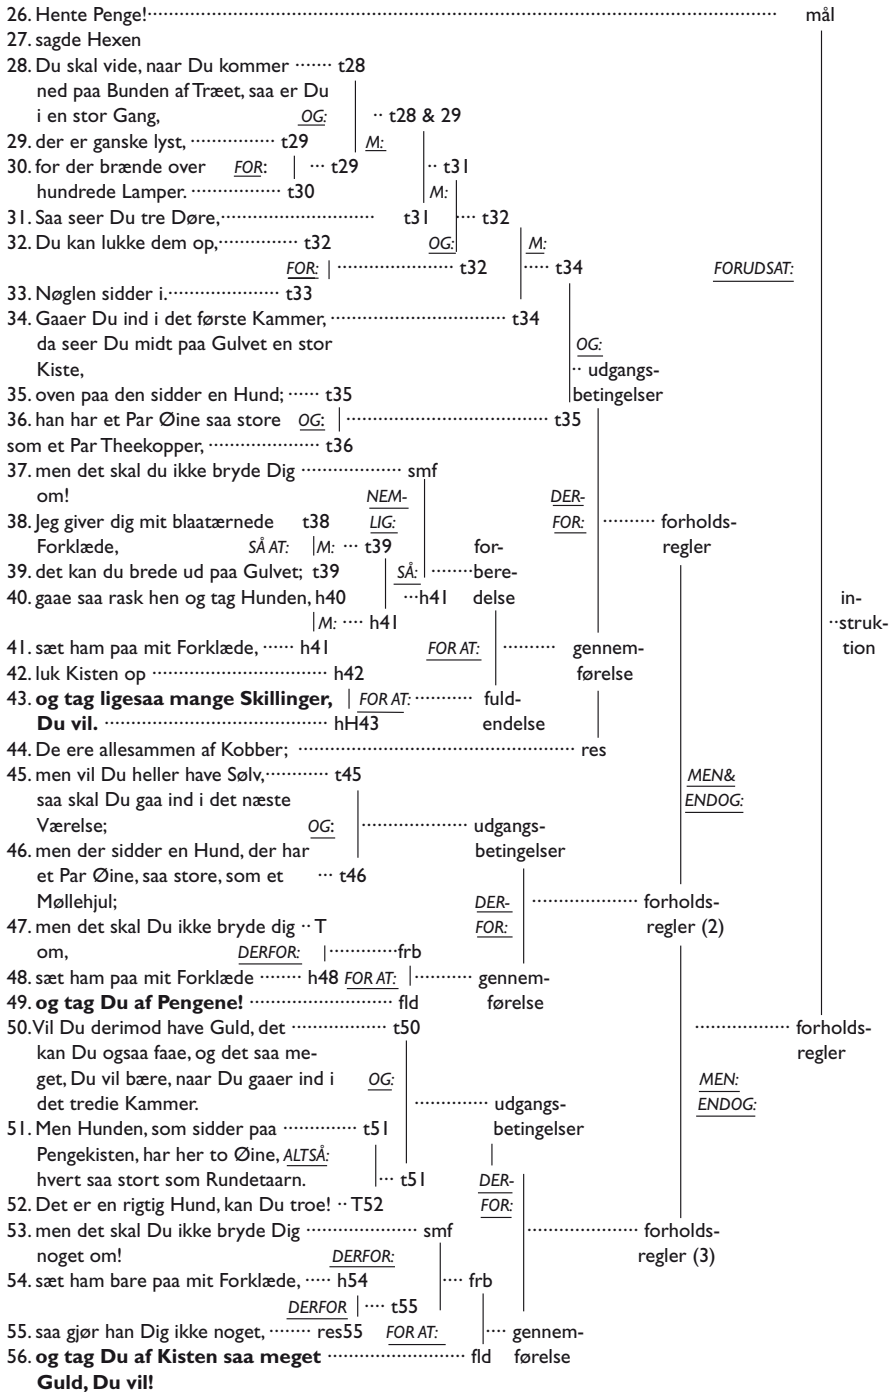 26. Hente Penge! mål
27. sagde Hexen
28. Du skal vide, naar Du kommer t28
ned paa Bunden af Træet, saa er Du
i en stor Gang, OG: t28 & 29
29. der er ganske lyst, t29 M:
30. for der brænde over FOR: t29 t31
hundrede Lamper. t30 M:
31. Saa seer Du tre Døre, t31 t32
32. Du kan lukke dem op, t32 OG: M:
FOR: t32 t34 FORUDSAT:
33. Nøglen sidder i. t33
34. Gaaer Du ind i det første Kammer, t34
da seer Du midt paa Gulvet en stor OG:
Kiste, udgangs-
35. oven paa den sidder en Hund; t35 betingelser
36. han har et Par Øine saa store OG: t35
som et Par Theekopper, t36
37. men det skal du ikke bryde Dig smf
om! NEM- DER-
38. Jeg giver dig mit blaatærnede t38 LIG: FOR: forholds-
Forklæde, SÅ AT: M: t39 for- regler
39. det kan du brede ud paa Gulvet; t39 SÅ: bere-
40. gaae saa rask hen og tag Hunden, h40 h41 delse in-
M: h41 struk-
41. sæt ham paa mit Forklæde, h41 FOR AT: gennem- tion
42. luk Kisten op h42 førelse
43. og tag ligesaa mange Skillinger, FOR AT: fuld-
Du vil. hH43 endelse
44. De ere allesammen af Kobber; res
45. men vil Du heller have Sølv, t45 MEN&
saa skal Du gaa ind i det næste ENDOG:
Værelse; OG: udgangs-
46. men der sidder en Hund, der har betingelser
et Par Øine, saa store, som et t46
Møllehjul; DER- forholds-
47. men det skal Du ikke bryde dig T FOR: regler (2)
om, DERFOR: frb
48. sæt ham paa mit Forklæde h48 FOR AT: gennem-
49. og tag Du af Pengene! fld førelse
50. Vil Du derimod have Guld, det t50 forholds-
kan Du ogsaa faae, og det saa me- regler
get, Du vil bære, naar Du gaaer ind i OG: MEN:
det tredie Kammer. udgangs- ENDOG:
51. Men Hunden, som sidder paa t51 betingelser
Pengekisten, har her to Øine, ALTSÅ:
hvert saa stort som Rundetaarn. t51 DER-
52. Det er en rigtig Hund, kan Du troe! T52 FOR:
53. men det skal Du ikke bryde Dig smf forholds-
noget om! DERFOR: regler (3)
54. sæt ham bare paa mit Forklæde, h54 frb
DERFOR t55
55. saa gjør han Dig ikke noget, res55 FOR AT: gennem-
56. og tag Du af Kisten saa meget fld førelse
Guld, Du vil!